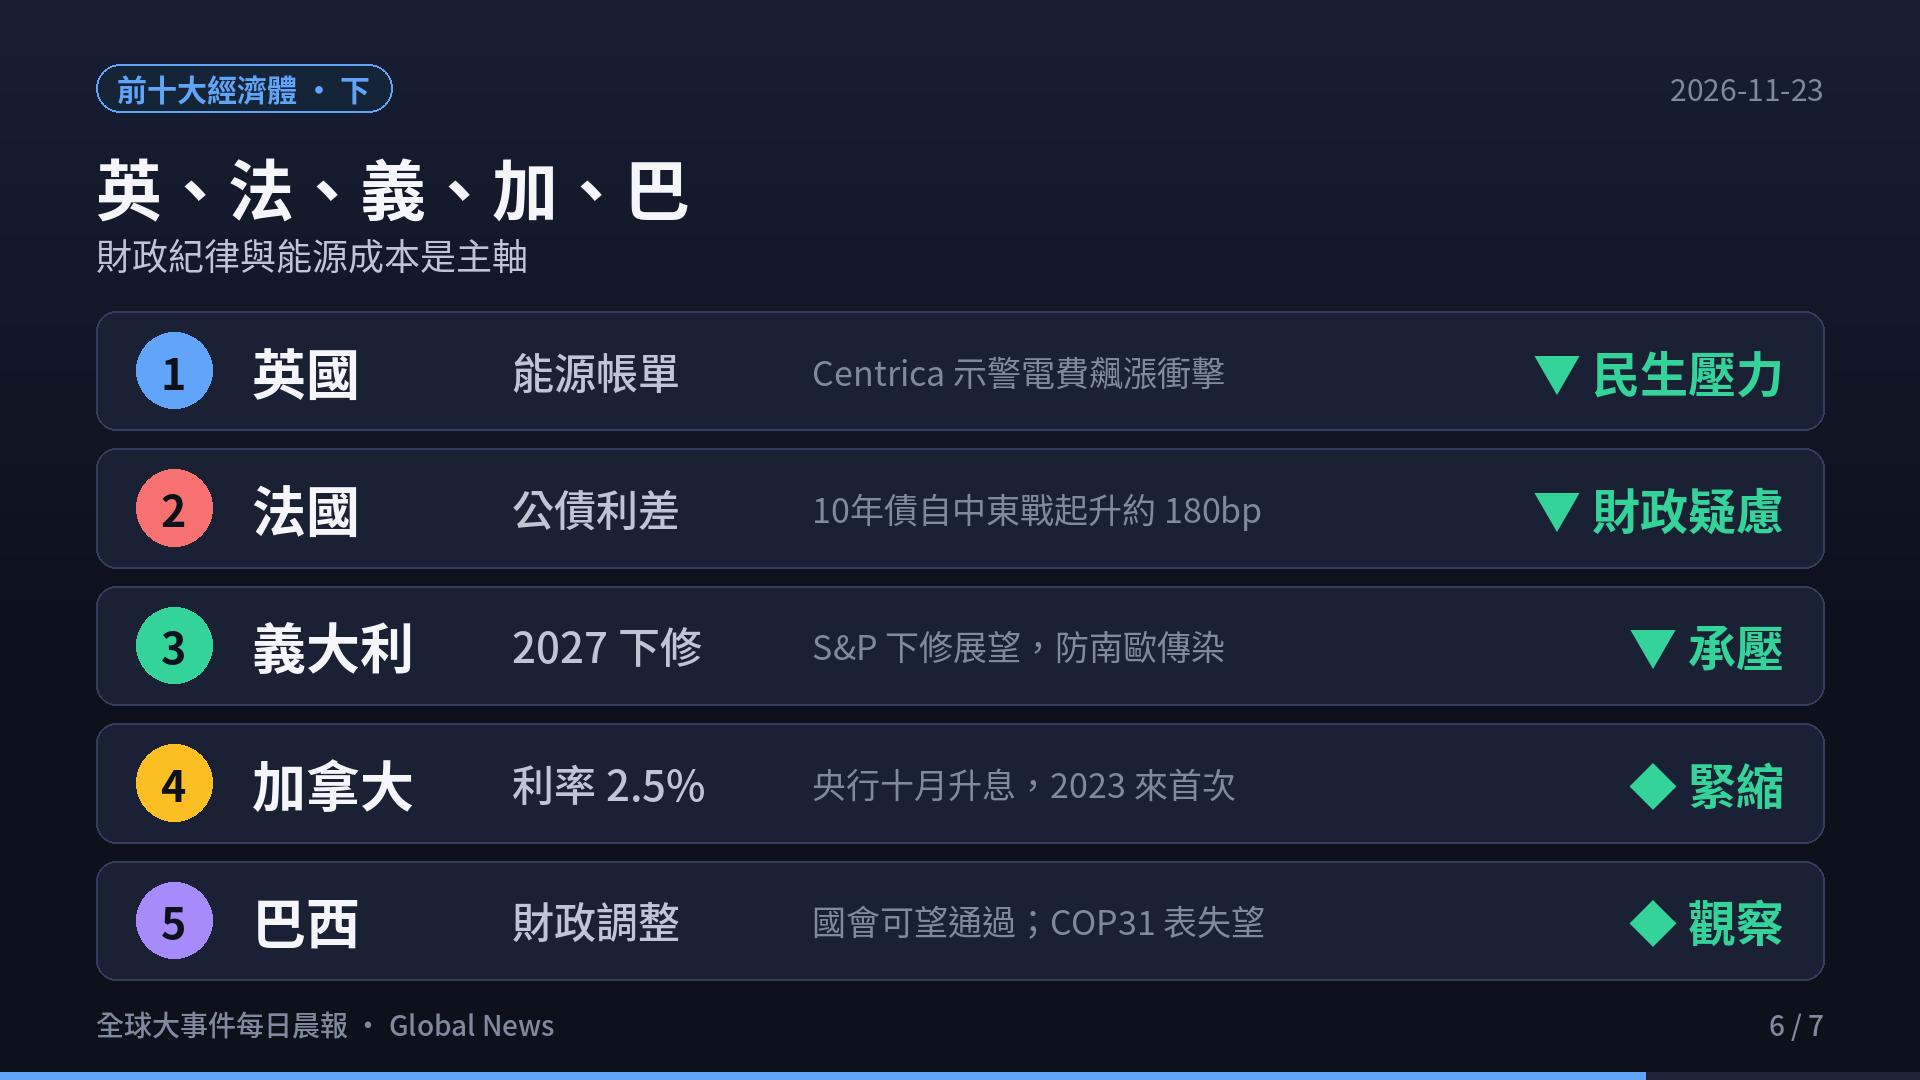 前十大經濟體 · 下
2026-11-23
英、法、義、加、巴
財政紀律與能源成本是主軸
1 英國 能源帳單 Centrica 示警電費飆漲衝擊 ▼ 民生壓力
2 法國 公債利差 10年債自中東戰起升約 180bp ▼ 財政疑慮
3 義大利 2027 下修 S&P 下修展望，防南歐傳染 ▼ 承壓
4 加拿大 利率 2.5% 央行十月升息，2023 來首次 ◆ 緊縮
5 巴西 財政調整 國會可望通過；COP31 表失望 ◆ 觀察
全球大事件每日晨報 · Global News
6 / 7